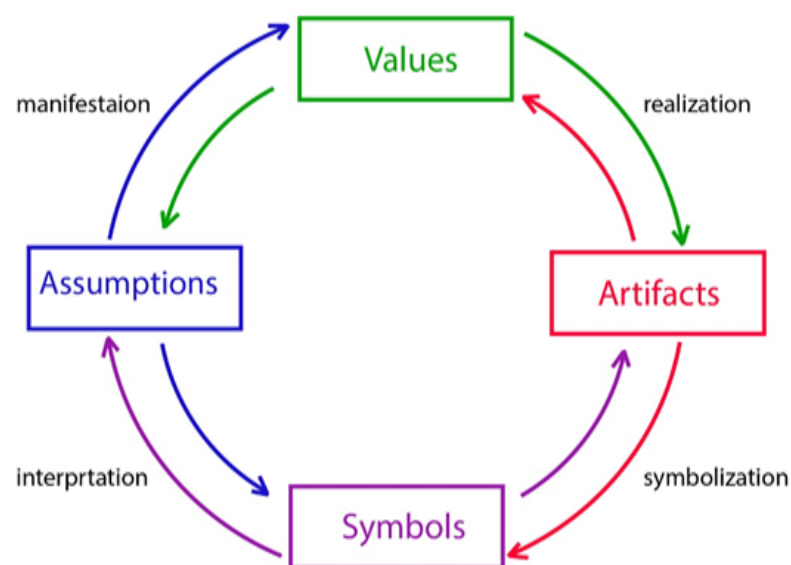 Values
manifestaion
realization
Assumptions
Artifacts
interprtation
symbolization
Symbols